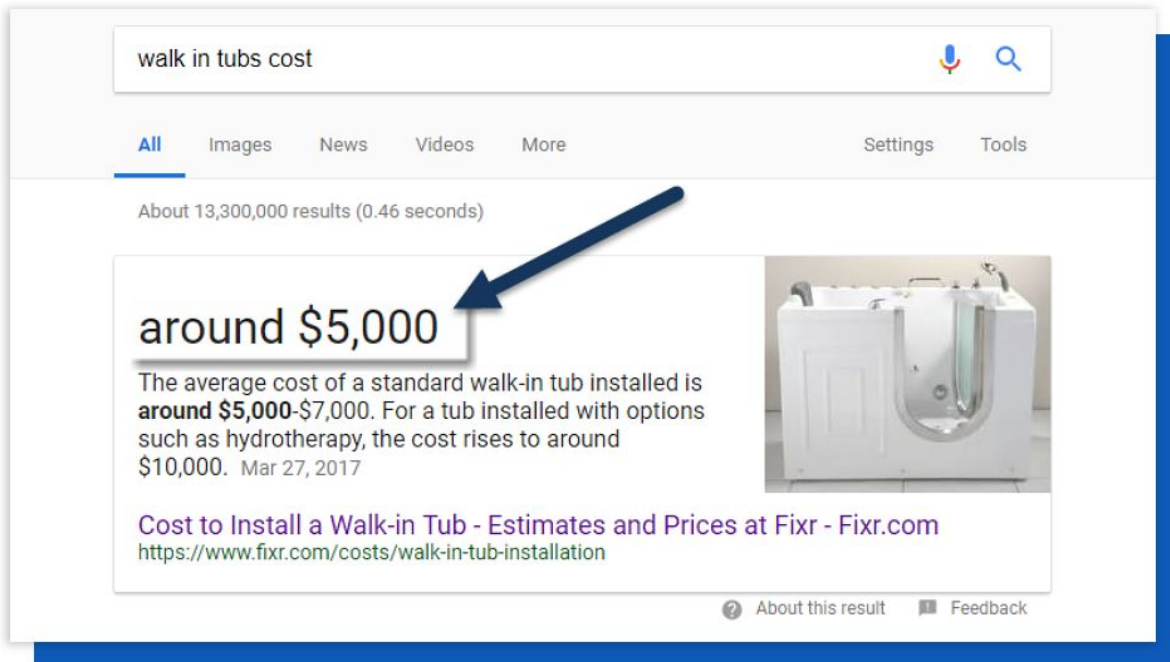 walk in tubs cost
All Images News Videos More Settings Tools
About 13,300,000 results (0.46 seconds)
around $5,000
The average cost of a standard walk-in tub installed is
around $5,000-$7,000. For a tub installed with options
such as hydrotherapy, the cost rises to around
$10,000. Mar 27, 2017
Cost to Install a Walk-in Tub - Estimates and Prices at Fixr - Fixr.com
https://www.fixr.com/costs/walk-in-tub-installation
About this result Feedback